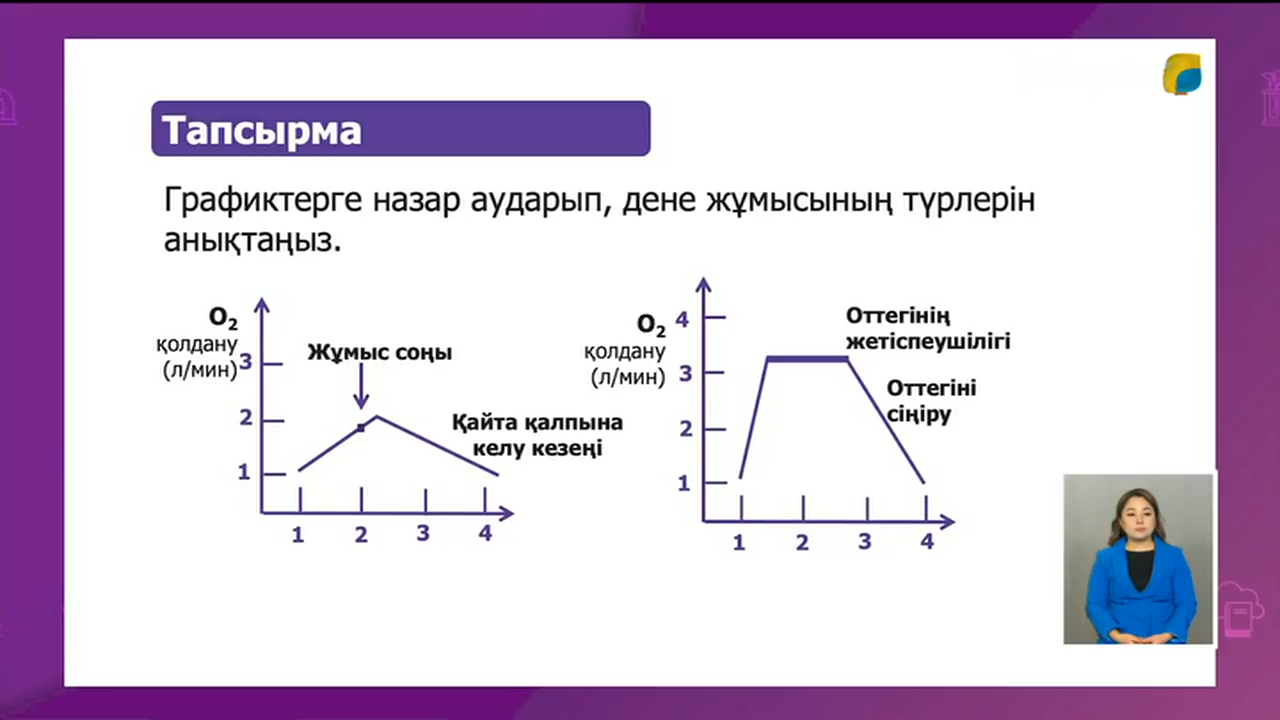 Тапсырма
Графиктерге назар аударып, дене жұмысының түрлерін
анықтаңыз.
O₂
қолдану
(л/мин)
3
2
1
Жұмыс соңы
Қайта қалпына
келу кезеңі
1 2 3 4
O₂
қолдану
(л/мин)
4
3
2
1
Оттегінің
жетіспеушілігі
Оттегіні
сіңіру
1 2 3 4